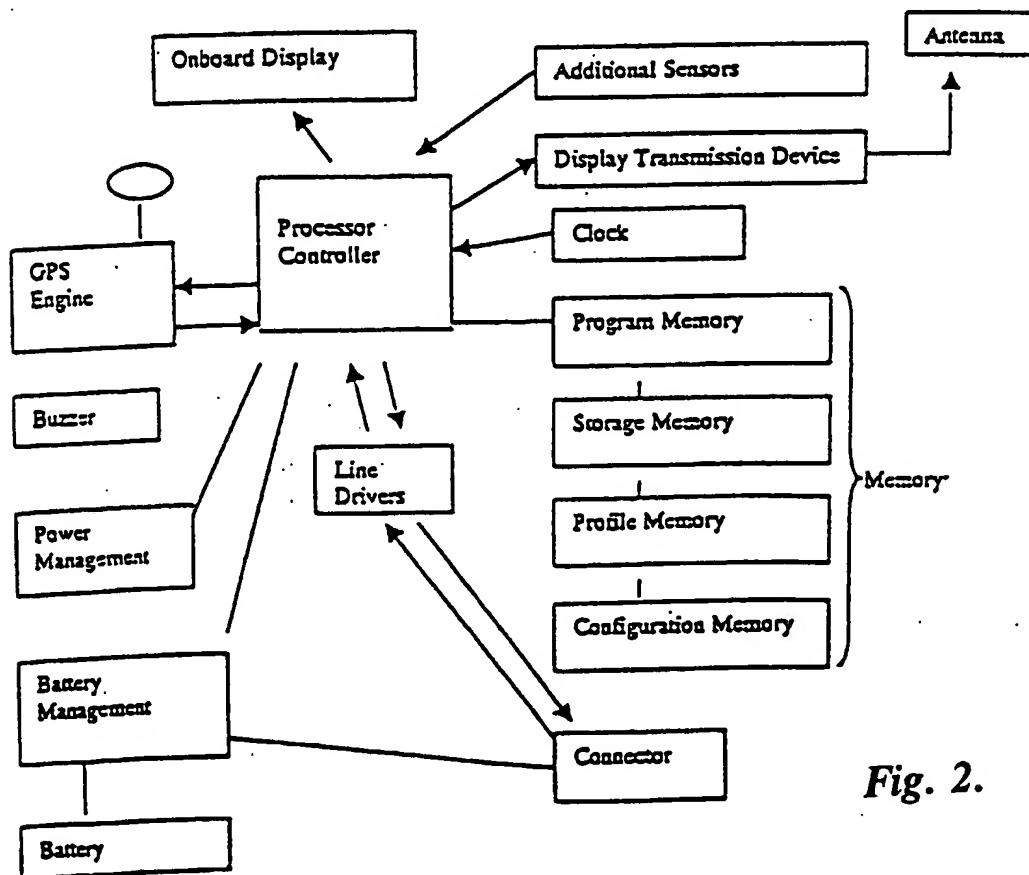 Onboard Display
Antenna
Additional Sensors
Display Transmission Device
Processor
Controller
Clock
GPS
Engine
Program Memory
Buzzer
Storage Memory
Line
Drivers
Memory
Power
Management
Profile Memory
Configuration Memory
Battery
Management
Connector
Fig. 2.
Battery